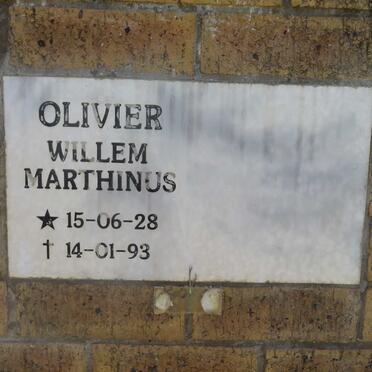 OLIVIER
WILLEM
MARTHINUS
★ 15-06-28
† 14-01-93